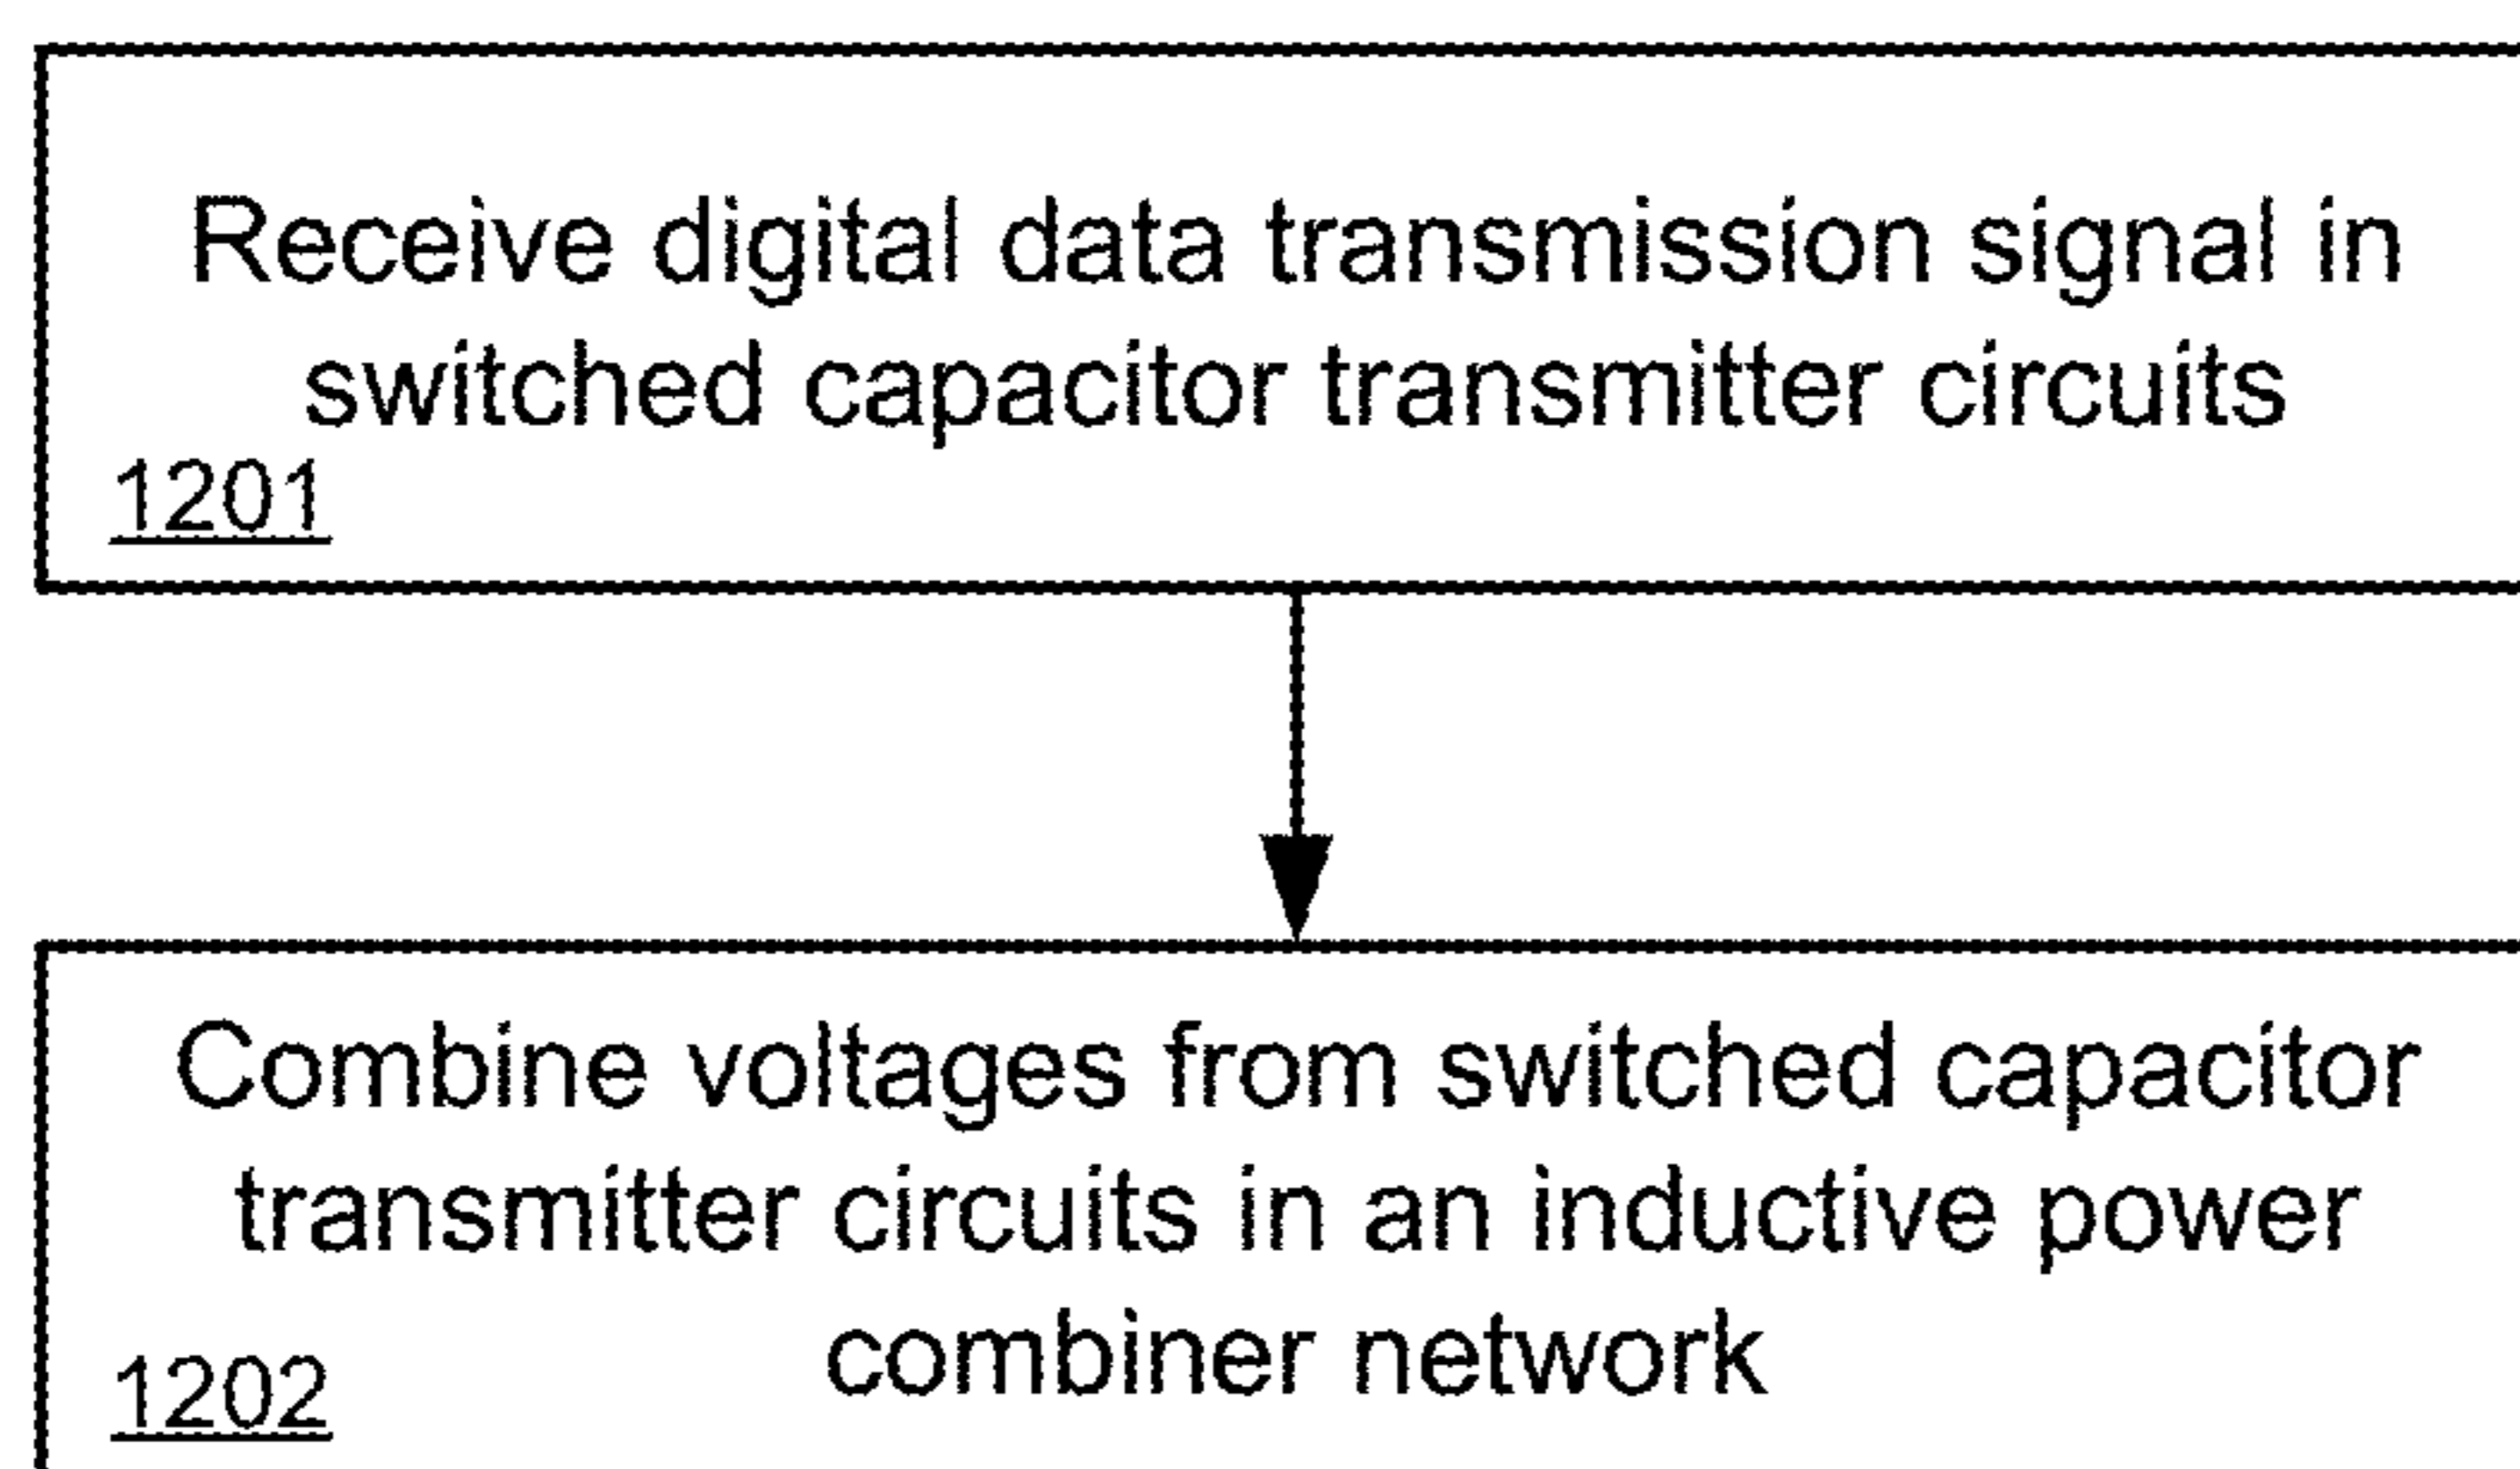 Receive digital data transmission signal in
switched capacitor transmitter circuits
1201
Combine voltages from switched capacitor
transmitter circuits in an inductive power
combiner network
1202